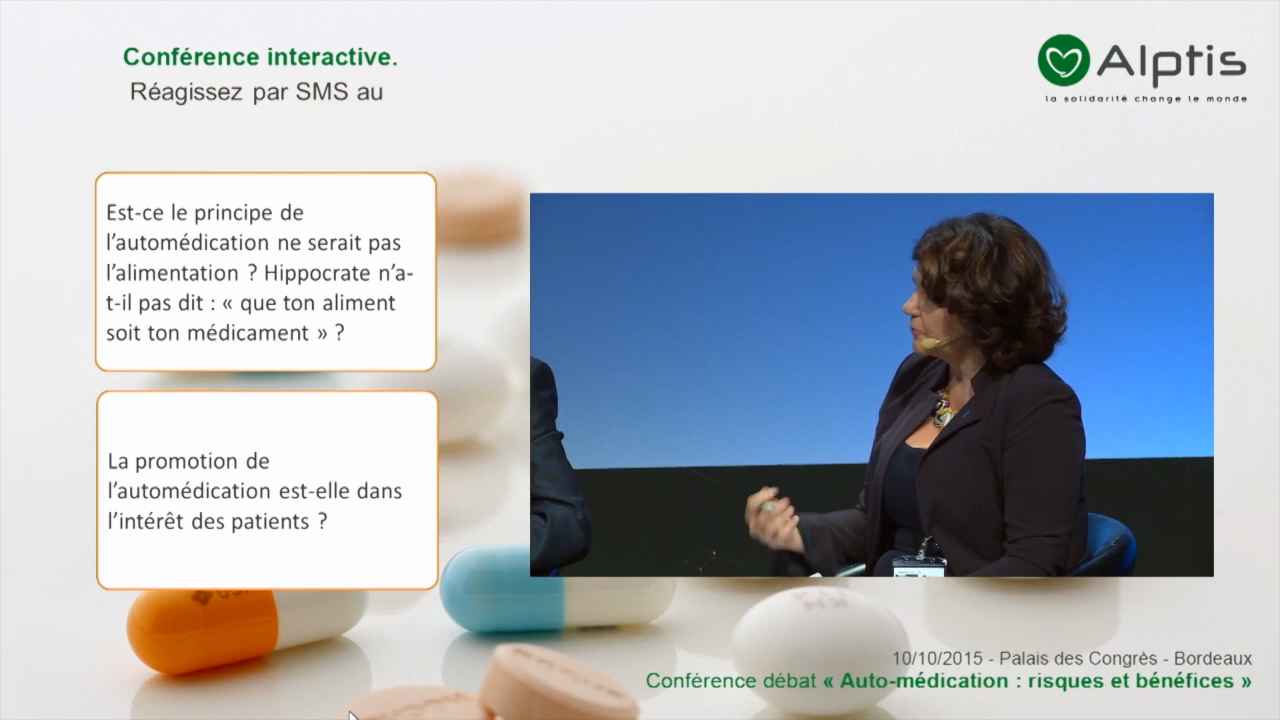 Conférence interactive.
Réagissez par SMS au
Alptis
la solidarité change le monde
Est-ce le principe de
l'automédication ne serait pas
l'alimentation ? Hippocrate n'a-
t-il pas dit : « que ton aliment
soit ton médicament » ?
La promotion de
l'automédication est-elle dans
l'intérêt des patients ?
10/10/2015 - Palais des Congrès - Bordeaux
Conférence débat « Auto-médication : risques et bénéfices »